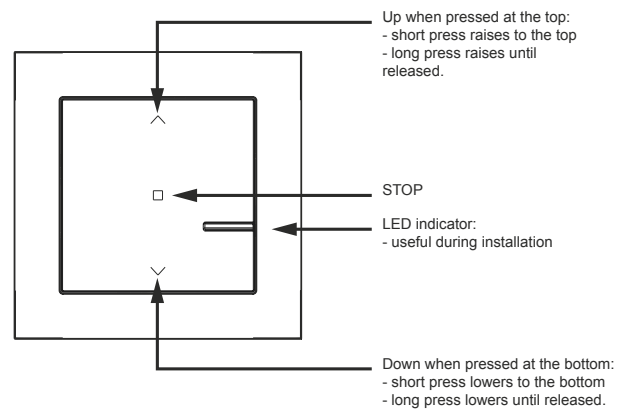 Up when pressed at the top:
- short press raises to the top
- long press raises until
released.
STOP
LED indicator:
- useful during installation
Down when pressed at the bottom:
- short press lowers to the bottom
- long press lowers until released.